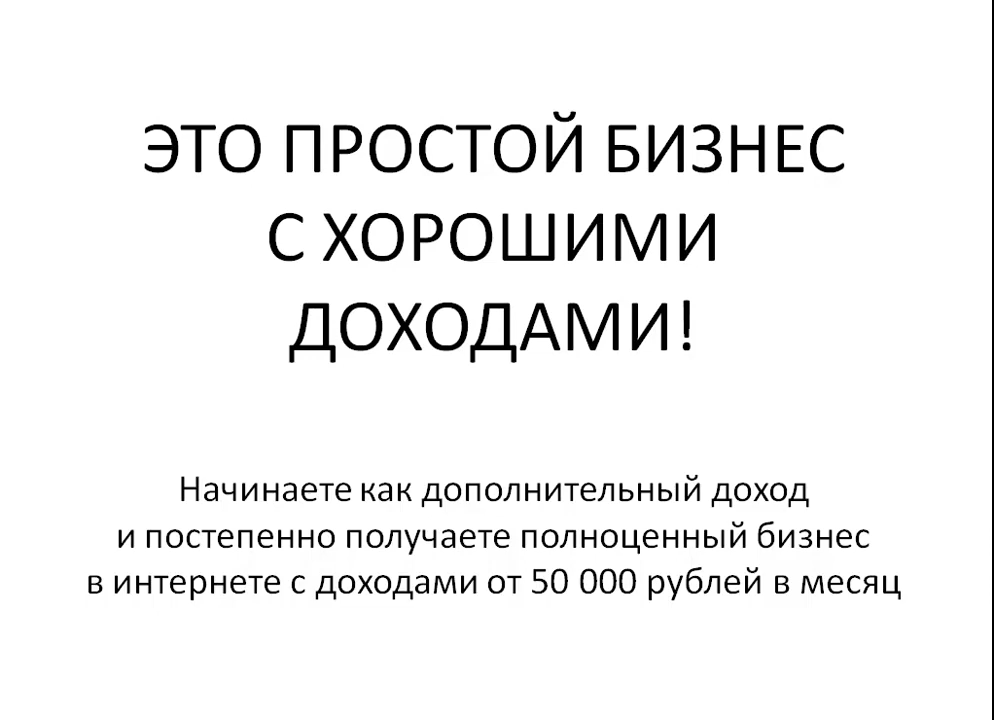 ЭТО ПРОСТОЙ БИЗНЕС
С ХОРОШИМИ
ДОХОДАМИ!
Начинаете как дополнительный доход
и постепенно получаете полноценный бизнес
в интернете с доходами от 50 000 рублей в месяц